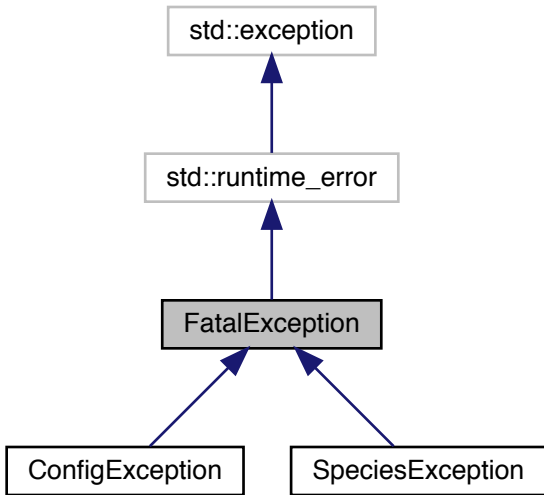 std::exception
std::runtime_error
FatalException
ConfigException
SpeciesException